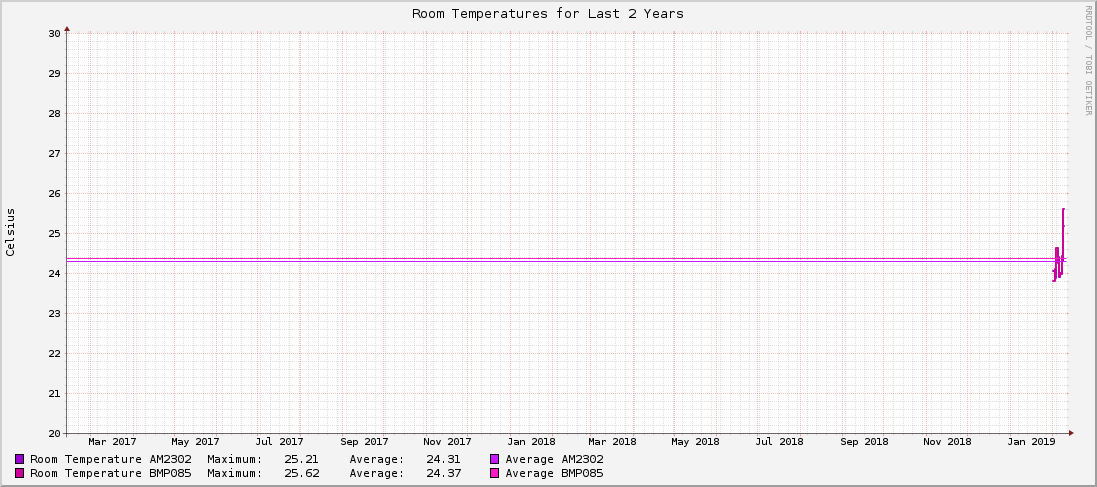 Room Temperatures for Last 2 Years
RRDTOOL / TOBI OETIKER
Celsius
30
29
28
27
26
25
24
23
22
21
20
Mar 2017 May 2017 Jul 2017 Sep 2017 Nov 2017 Jan 2018 Mar 2018 May 2018 Jul 2018 Sep 2018 Nov 2018 Jan 2019
Room Temperature AM2302 Maximum: 25.21 Average: 24.31 Average AM2302
Room Temperature BMP085 Maximum: 25.62 Average: 24.37 Average BMP085